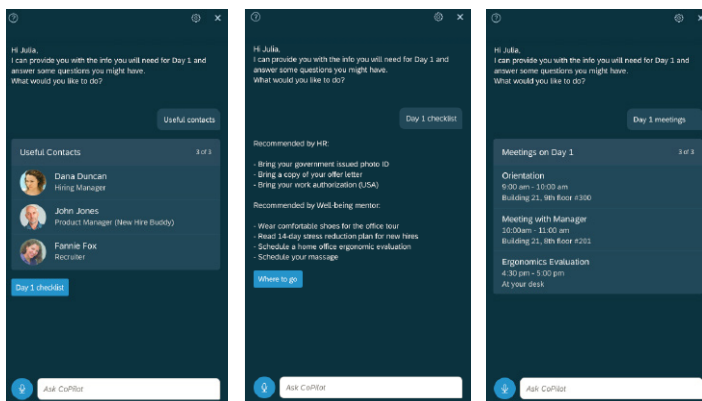 Hi Julia,
I can provide you with the info you will need for Day 1 and
answer some questions you might have.
What would you like to do?
Useful contacts
Useful Contacts
3 of 3
Dana Duncan
Hiring Manager
John Jones
Product Manager (New Hire Buddy)
Fannie Fox
Recruiter
Day 1 checklist
Ask CoPilot
Hi Julia,
I can provide you with the info you will need for Day 1 and
answer some questions you might have.
What would you like to do?
Day 1 checklist
Recommended by HR:
- Bring your government issued photo ID
- Bring a copy of your offer letter
- Bring your work authorization (USA)
Recommended by Well-being mentor:
- Wear comfortable shoes for the office tour
- Read 14-day stress reduction plan for new hires
- Schedule a home office ergonomic evaluation
- Schedule your massage
Where to go
Ask CoPilot
Hi Julia,
I can provide you with the info you will need for Day 1 and
answer some questions you might have.
What would you like to do?
Day 1 meetings
Meetings on Day 1
3 of 3
Orientation
9:00 am - 10:00 am
Building 21, 9th floor #300
Meeting with Manager
10:00am - 11:00 am
Building 21, 8th floor #201
Ergonomics Evaluation
4:30 pm - 5:00 pm
At your desk
Ask CoPilot